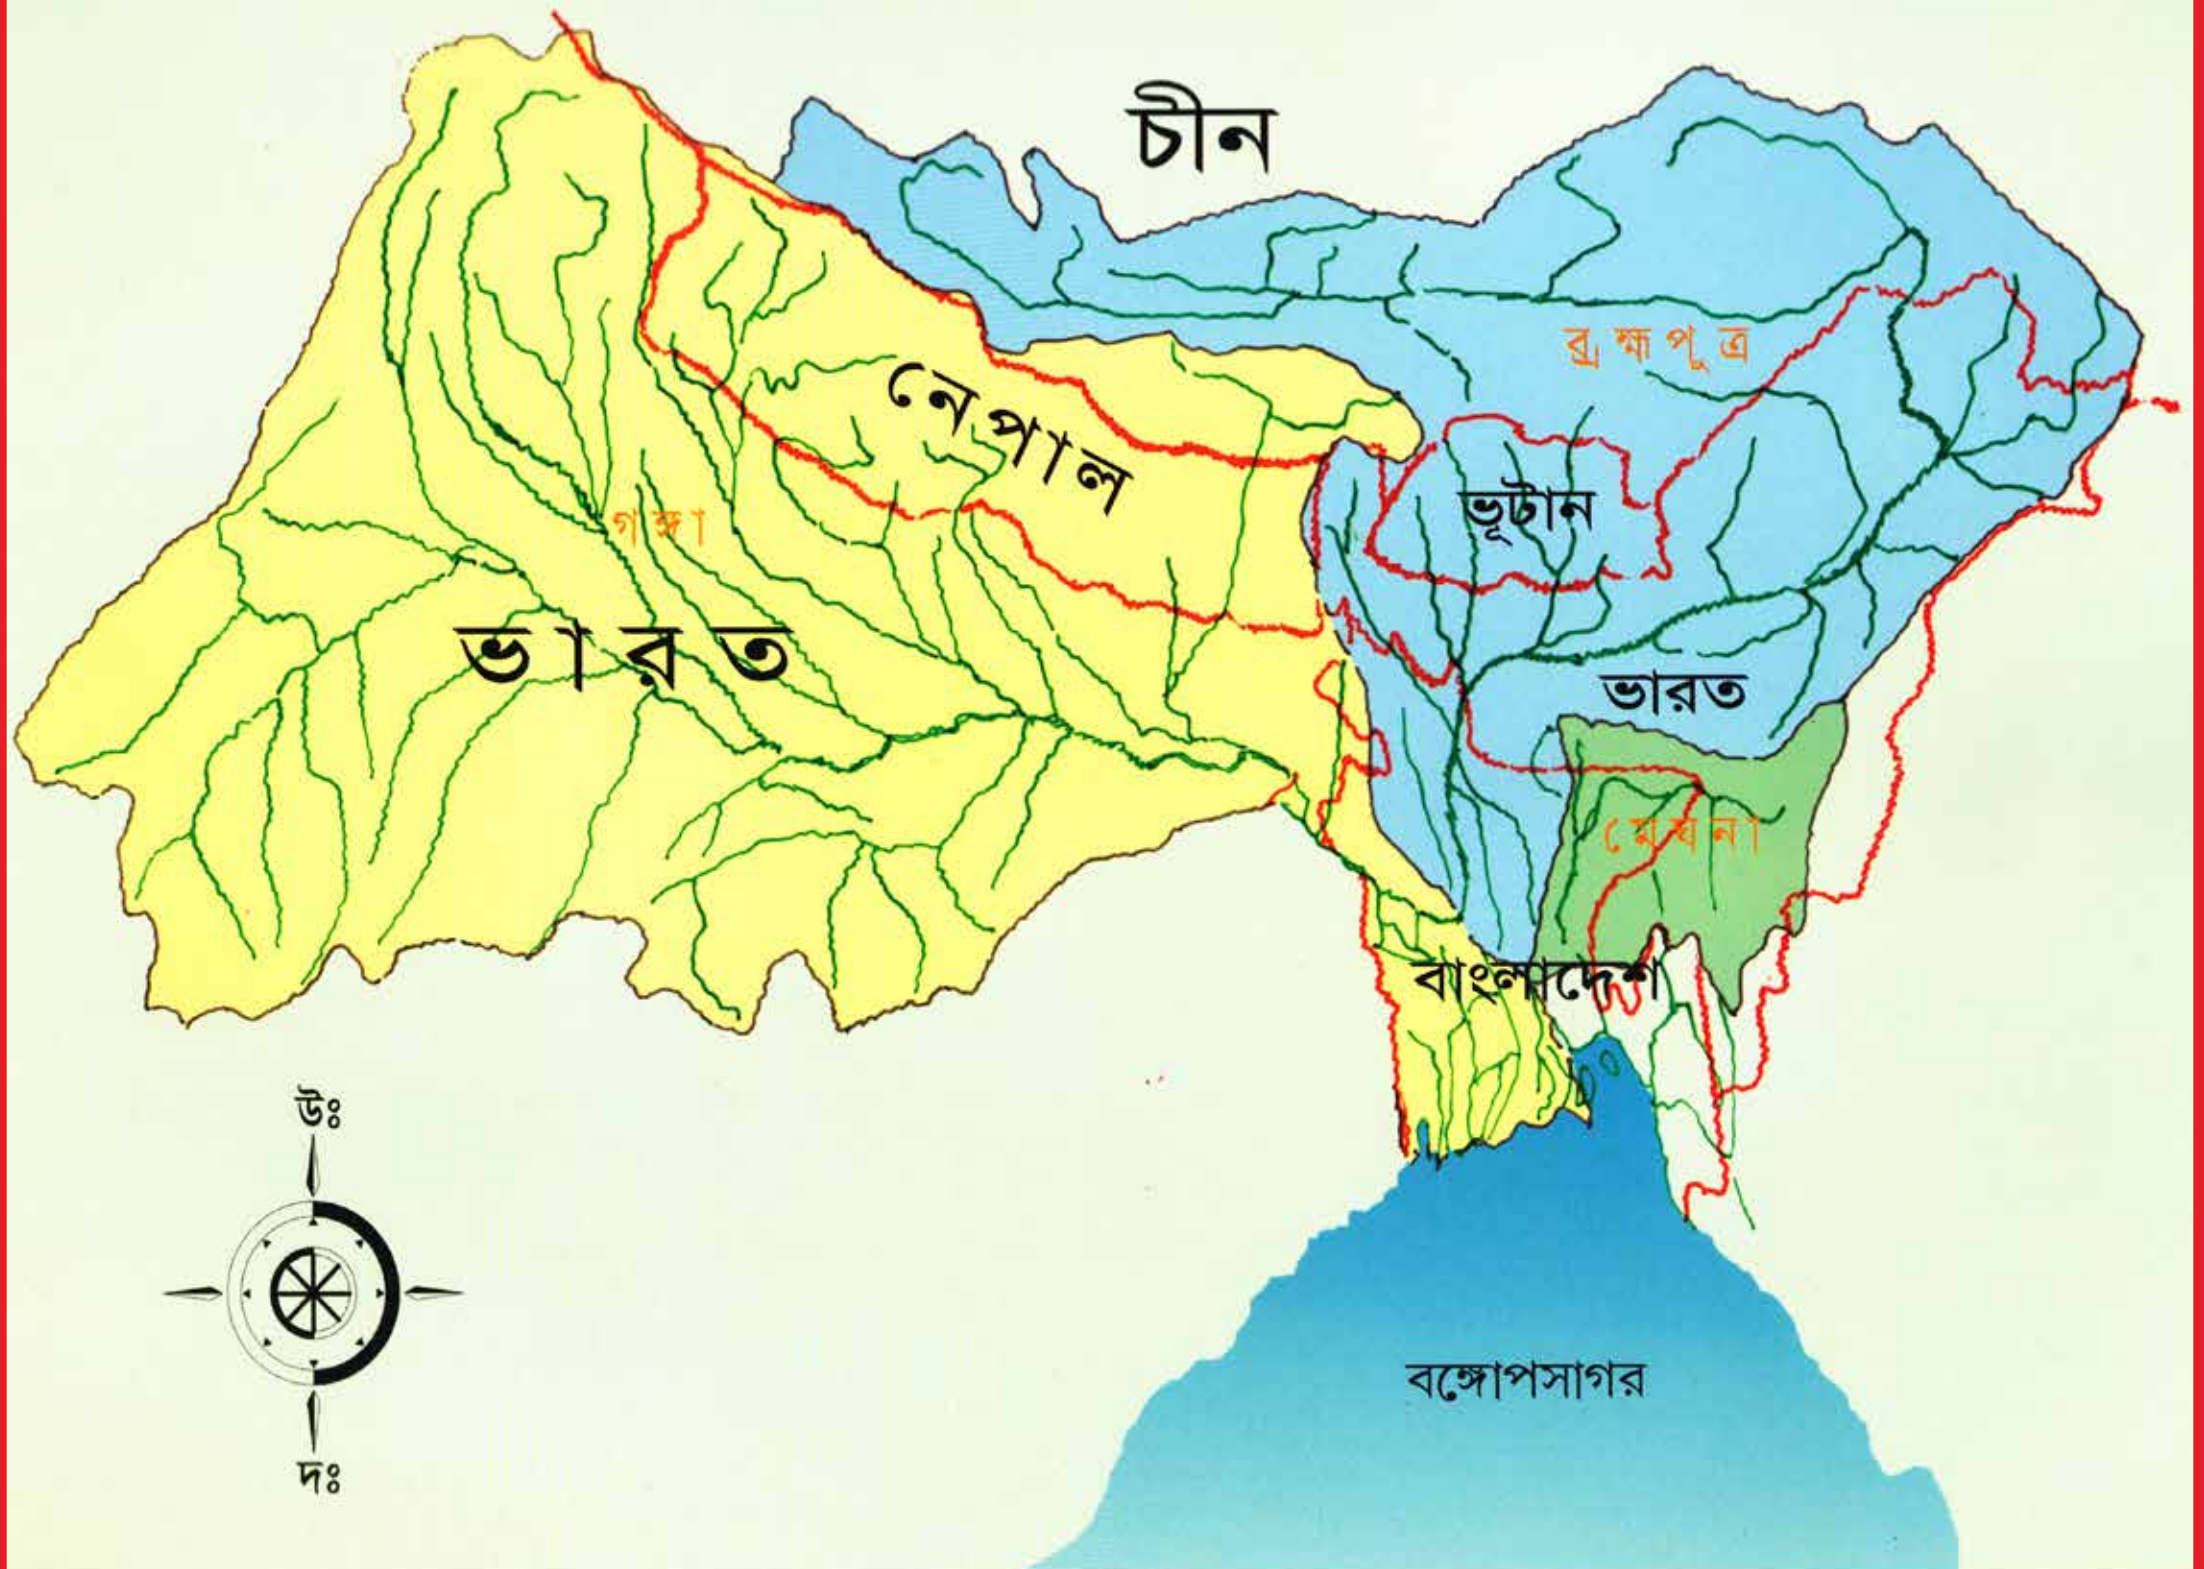 চীন
ব্রহ্মপূত্র
নেপাল
ভূটান
গঙ্গা
ভারত
ভারত
মেঘনা
বাংলাদেশ
উঃ
দঃ
বঙ্গোপসাগর